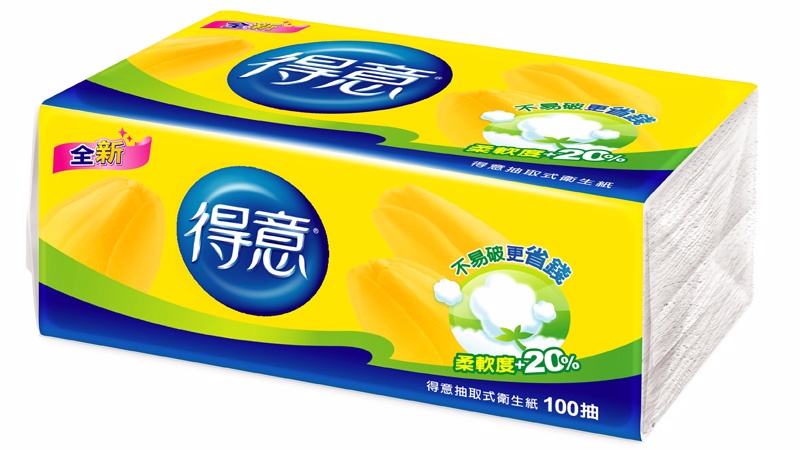 全新
得意®
不易破更省錢
柔軟度+20%
得意抽取式衛生紙
全新
得意®
不易破更省錢
柔軟度+20%
得意抽取式衛生紙 100抽